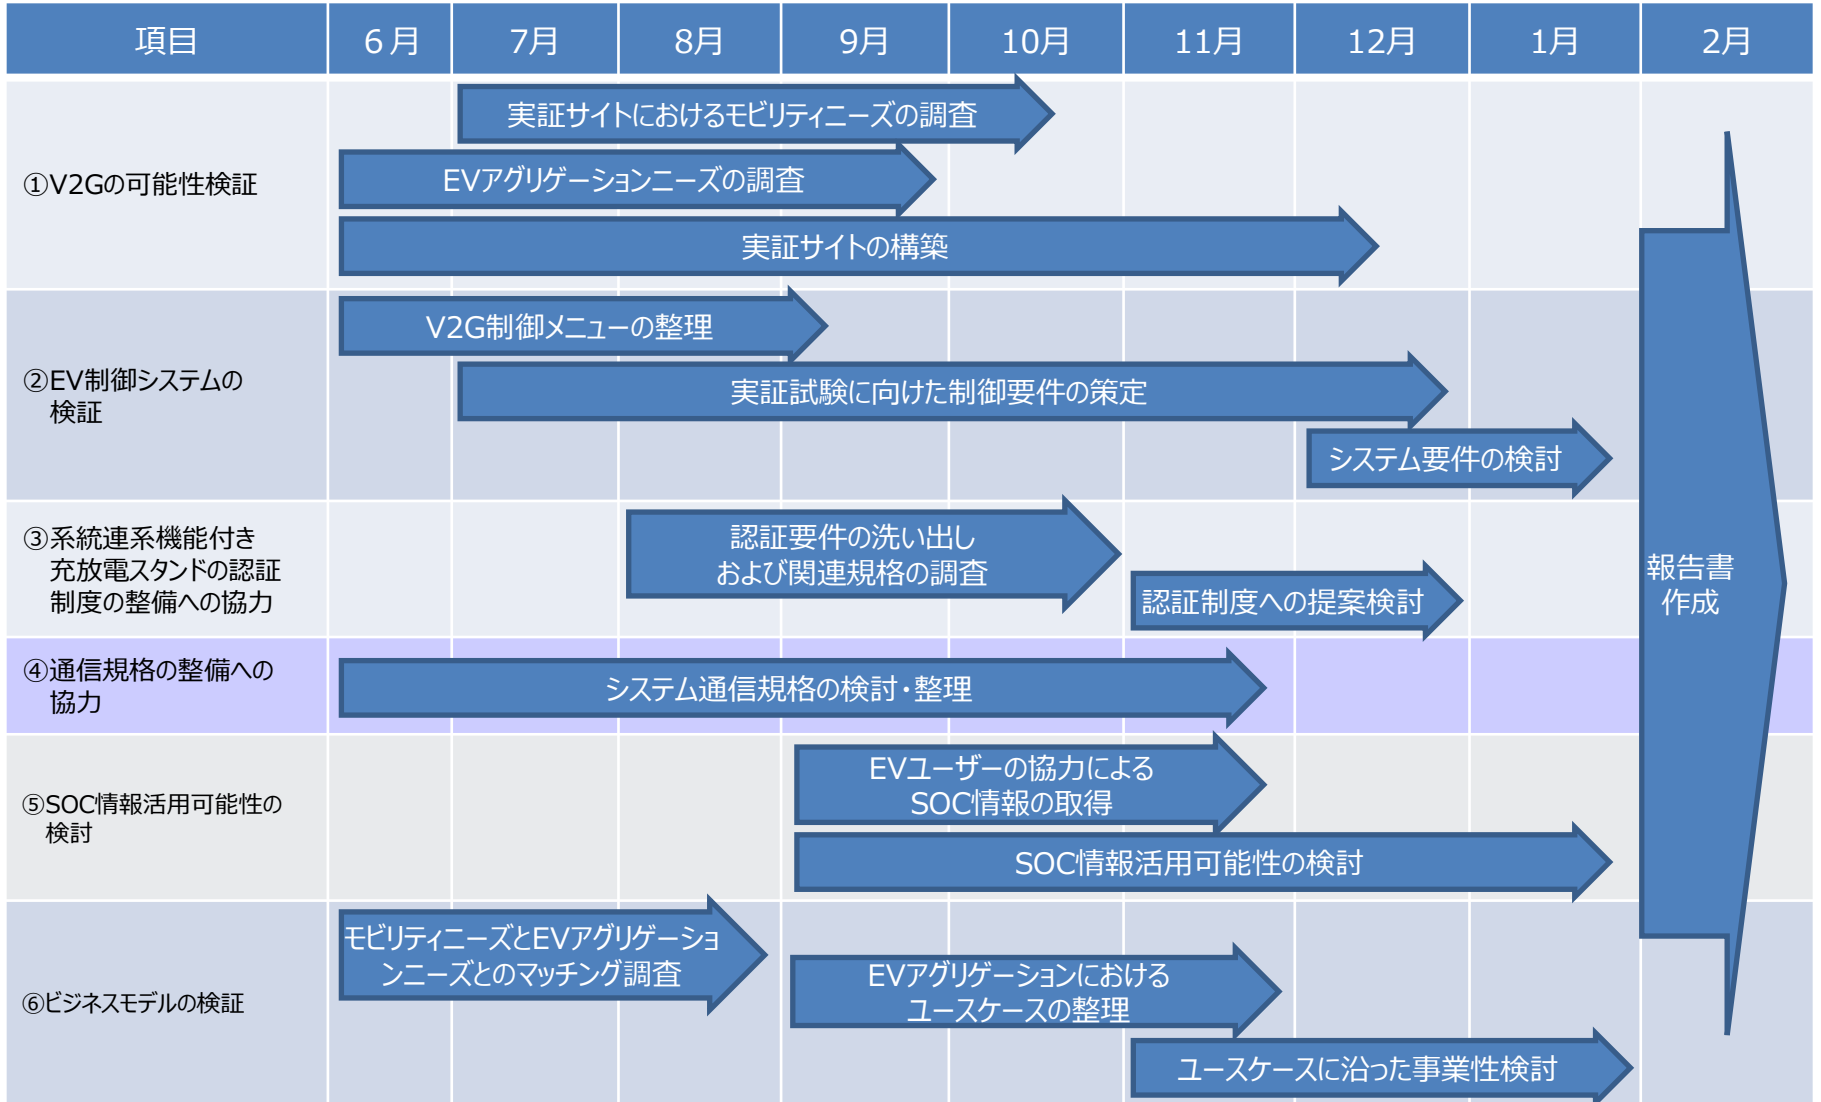 項目
６月
7月
8月
9月
10月
11月
12月
1月
2月
①V2Gの可能性検証
実証サイトにおけるモビリティニーズの調査
EVアグリゲーションニーズの調査
実証サイトの構築
②EV制御システムの
検証
V2G制御メニューの整理
実証試験に向けた制御要件の策定
システム要件の検討
③系統連系機能付き
充放電スタンドの認証
制度の整備への協力
認証要件の洗い出し
および関連規格の調査
認証制度への提案検討
④通信規格の整備への
協力
システム通信規格の検討・整理
⑤SOC情報活用可能性の
検討
EVユーザーの協力による
SOC情報の取得
SOC情報活用可能性の検討
⑥ビジネスモデルの検証
モビリティニーズとEVアグリゲーショ
ンニーズとのマッチング調査
EVアグリゲーションにおける
ユースケースの整理
ユースケースに沿った事業性検討
報告書
作成